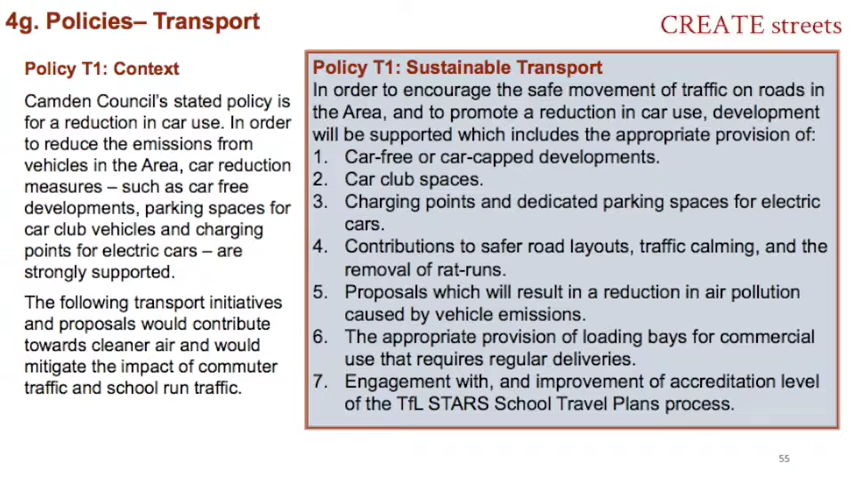 4g. Policies– Transport
CREATE streets
Policy T1: Context
Camden Council's stated policy is
for a reduction in car use. In order
to reduce the emissions from
vehicles in the Area, car reduction
measures – such as car free
developments, parking spaces for
car club vehicles and charging
points for electric cars – are
strongly supported.
The following transport initiatives
and proposals would contribute
towards cleaner air and would
mitigate the impact of commuter
traffic and school run traffic.
Policy T1: Sustainable Transport
In order to encourage the safe movement of traffic on roads in
the Area, and to promote a reduction in car use, development
will be supported which includes the appropriate provision of:
1. Car-free or car-capped developments.
2. Car club spaces.
3. Charging points and dedicated parking spaces for electric
cars.
4. Contributions to safer road layouts, traffic calming, and the
removal of rat-runs.
5. Proposals which will result in a reduction in air pollution
caused by vehicle emissions.
6. The appropriate provision of loading bays for commercial
use that requires regular deliveries.
7. Engagement with, and improvement of accreditation level
of the TfL STARS School Travel Plans process.
55